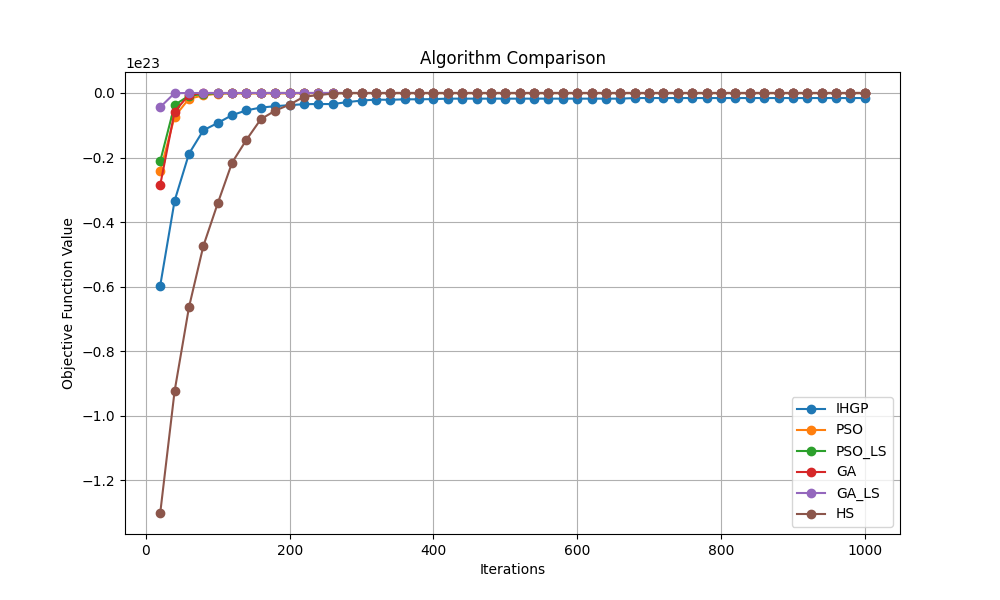 Algorithm Comparison
1e23
0.0
−0.2
−0.4
−0.6
−0.8
−1.0
−1.2
Objective Function Value
0
200
400
600
800
1000
Iterations
IHGP
PSO
PSO_LS
GA
GA_LS
HS